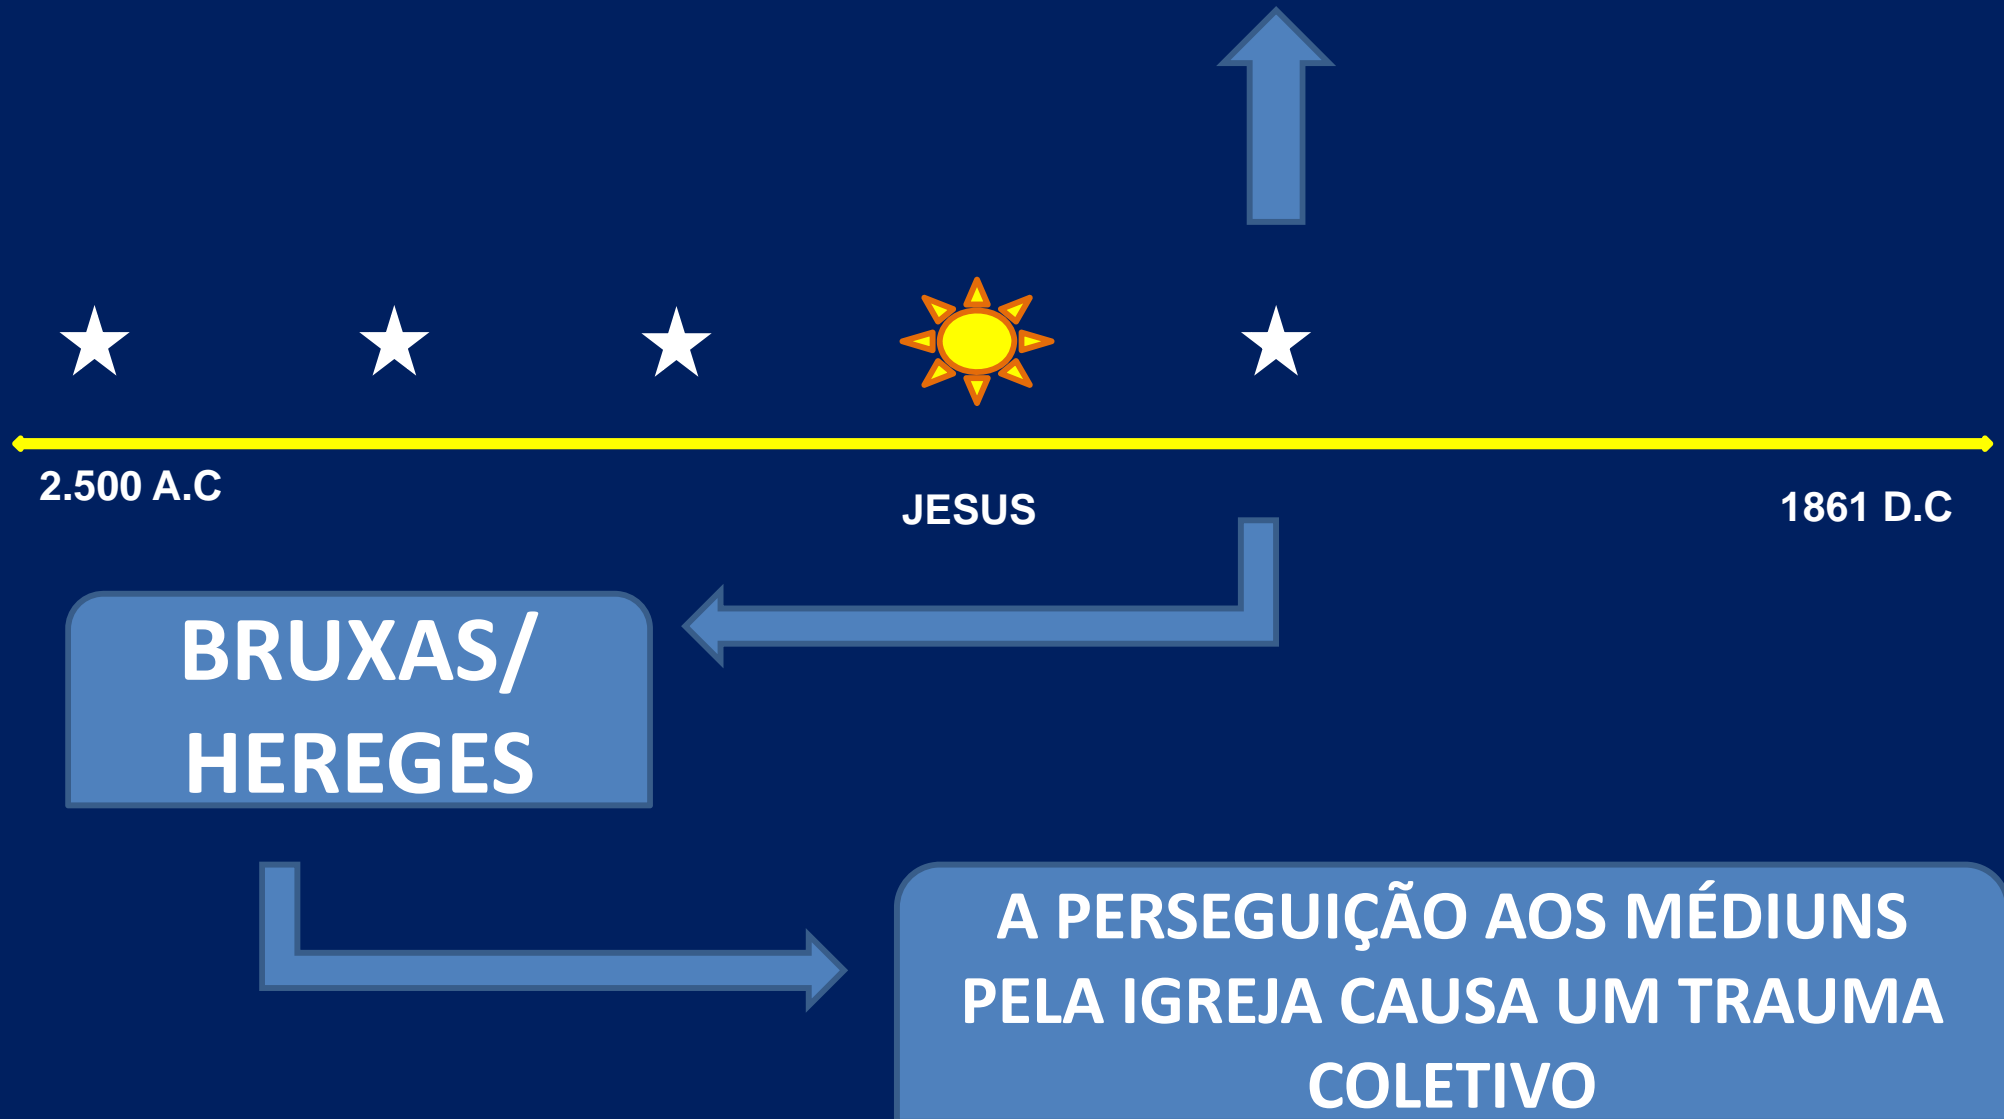 2.500 A.C
JESUS
1861 D.C
BRUXAS/
HEREGES
A PERSEGUIÇÃO AOS MÉDIUNS
PELA IGREJA CAUSA UM TRAUMA
COLETIVO